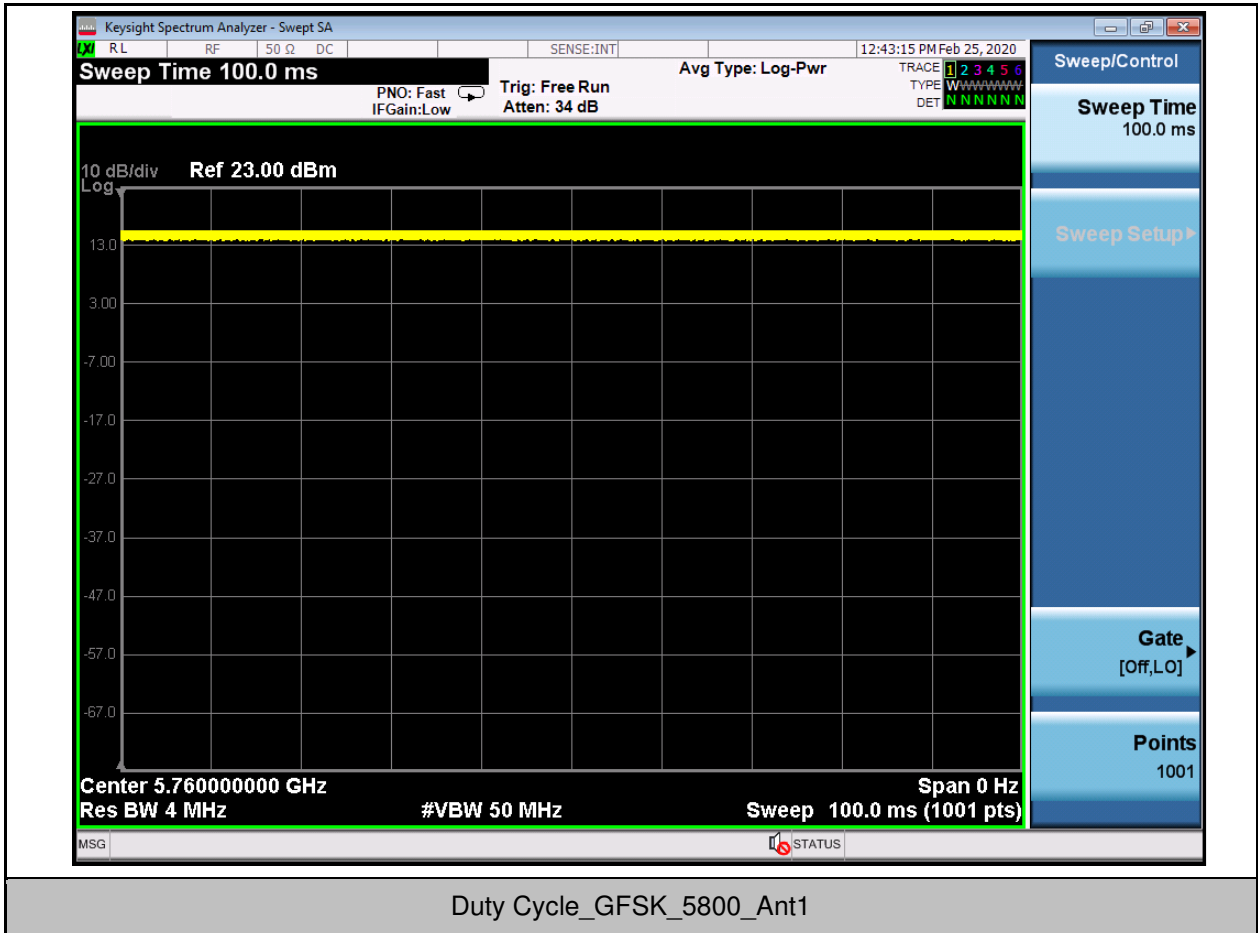 Keysight Spectrum Analyzer - Swept SA
LXI RL RF 50 Ω DC SENSE:INT 12:43:15 PM Feb 25, 2020
Sweep Time 100.0 ms
PNO: Fast
IFGain:Low
Trig: Free Run
Atten: 34 dB
Avg Type: Log-Pwr
TRACE 1 2 3 4 5 6
TYPE WWWWWW
DET N N N N N N
10 dB/div Ref 23.00 dBm
Log
13.0
3.00
-7.00
-17.0
-27.0
-37.0
-47.0
-57.0
-67.0
Center 5.760000000 GHz Span 0 Hz
Res BW 4 MHz #VBW 50 MHz Sweep 100.0 ms (1001 pts)
MSG STATUS
Sweep/Control
Sweep Time
100.0 ms
Sweep Setup
Gate
[Off,LO]
Points
1001
Duty Cycle_GFSK_5800_Ant1